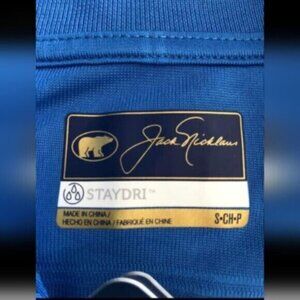 Jack Nicklaus
STAYDRI™
MADE IN CHINA/
HECHO EN CHINA / FABRIQUÉ EN CHINE
S•CH•P